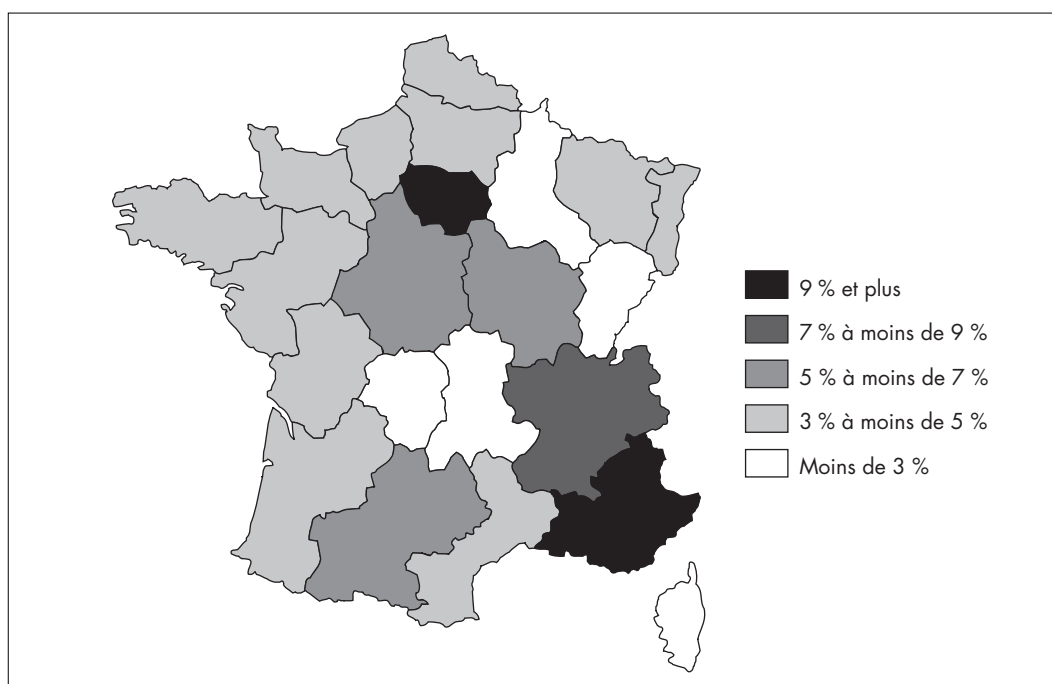 9 % et plus
7 % à moins de 9 %
5 % à moins de 7 %
3 % à moins de 5 %
Moins de 3 %